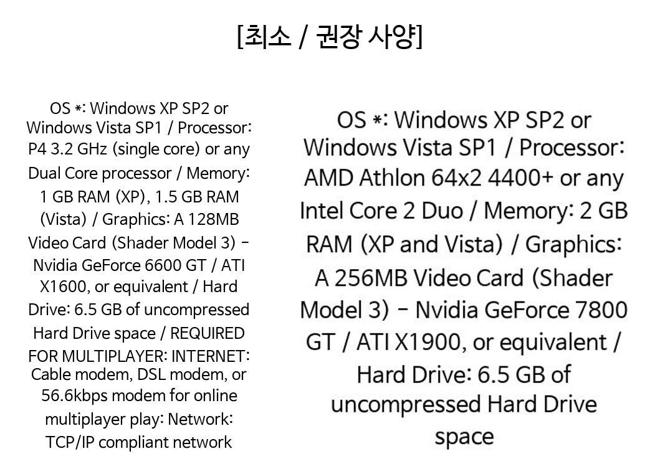 [최소 / 권장 사양]
OS *: Windows XP SP2 or
Windows Vista SP1 / Processor:
P4 3.2 GHz (single core) or any
Dual Core processor / Memory:
1 GB RAM (XP), 1.5 GB RAM
(Vista) / Graphics: A 128MB
Video Card (Shader Model 3) -
Nvidia GeForce 6600 GT / ATI
X1600, or equivalent / Hard
Drive: 6.5 GB of uncompressed
Hard Drive space / REQUIRED
FOR MULTIPLAYER: INTERNET:
Cable modem, DSL modem, or
56.6kbps modem for online
multiplayer play: Network:
TCP/IP compliant network
OS *: Windows XP SP2 or
Windows Vista SP1 / Processor:
AMD Athlon 64x2 4400+ or any
Intel Core 2 Duo / Memory: 2 GB
RAM (XP and Vista) / Graphics:
A 256MB Video Card (Shader
Model 3) - Nvidia GeForce 7800
GT / ATI X1900, or equivalent /
Hard Drive: 6.5 GB of
uncompressed Hard Drive
space